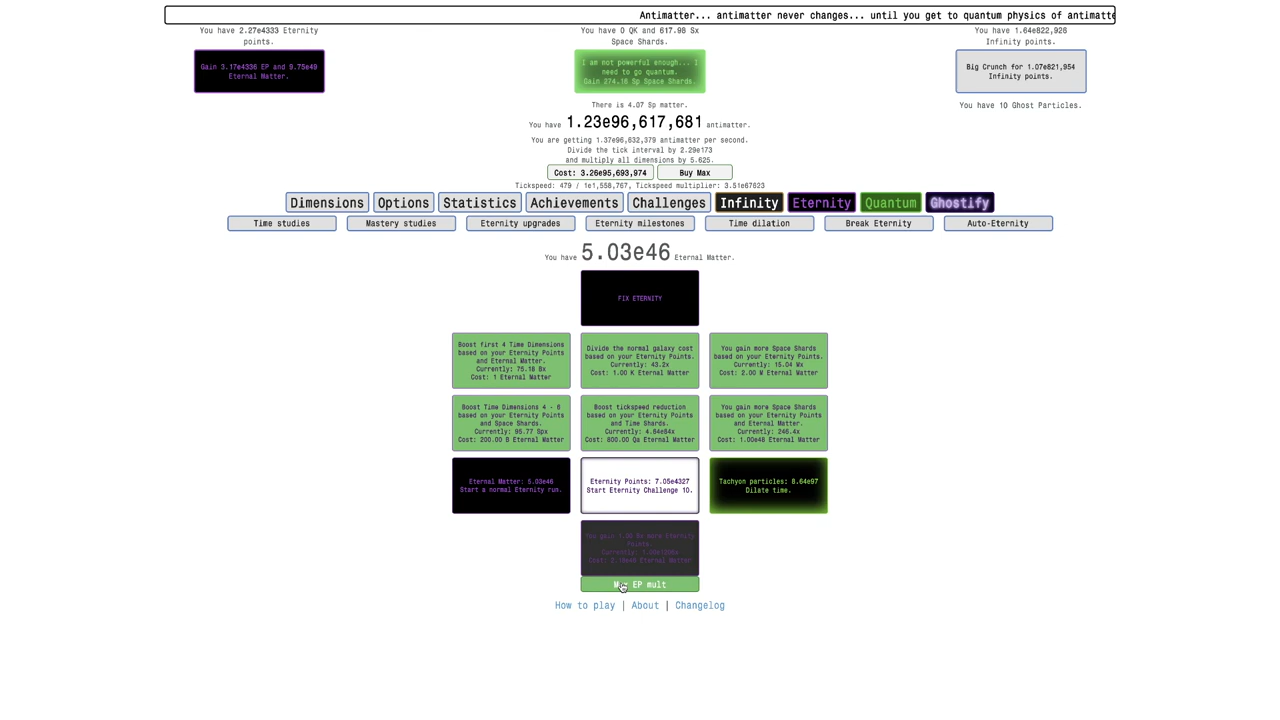 Antimatter... antimatter never changes... until you get to quantum physics of antimatte
You have 2.27e4333 Eternity
points.
Gain 3.17e4336 EP and 9.75e49
Eternal Matter.
You have 0 QK and 617.98 Sx
Space Shards.
I am not powerful enough... I
need to go quantum.
Gain 274.16 Sp Space Shards.
You have 1.64e822,926
Infinity points.
Big Crunch for 1.07e821,954
Infinity points.
You have 10 Ghost Particles.
There is 4.07 Sp matter.
You have 1.23e96,617,681 antimatter.
You are getting 1.37e96,632,379 antimatter per second.
Divide the tick interval by 2.29e173
and multiply all dimensions by 5.625.
Cost: 3.26e95,693,974
Buy Max
Tickspeed: 479 / 1e1,558,767, Tickspeed multiplier: 3.51e67623
Dimensions
Options
Statistics
Achievements
Challenges
Infinity
Eternity
Quantum
Ghostify
Time studies
Mastery studies
Eternity upgrades
Eternity milestones
Time dilation
Break Eternity
Auto-Eternity
You have 5.03e46 Eternal Matter.
FIX ETERNITY
Boost first 4 Time Dimensions
based on your Eternity Points
and Eternal Matter.
Currently: 75.18 Bx
Cost: 1 Eternal Matter
Divide the normal galaxy cost
based on your Eternity Points.
Currently: 43.2x
Cost: 1.00 K Eternal Matter
You gain more Space Shards
based on your Eternity Points.
Currently: 15.04 Mx
Cost: 2.00 M Eternal Matter
Boost Time Dimensions 4 - 6
based on your Eternity Points
and Space Shards.
Currently: 95.77 Spx
Cost: 200.00 B Eternal Matter
Boost tickspeed reduction
based on your Eternity Points
and Time Shards.
Currently: 4.64e64x
Cost: 800.00 Qa Eternal Matter
You gain more Space Shards
based on your Eternity Points
and Eternal Matter.
Currently: 246.4x
Cost: 1.00e48 Eternal Matter
Eternal Matter: 5.03e46
Start a normal Eternity run.
Eternity Points: 7.05e4327
Start Eternity Challenge 10.
Tachyon particles: 8.64e97
Dilate time.
more Eternity
Points.
Currently:
Cost: Eternal Matter
EP mult
How to play | About | Changelog